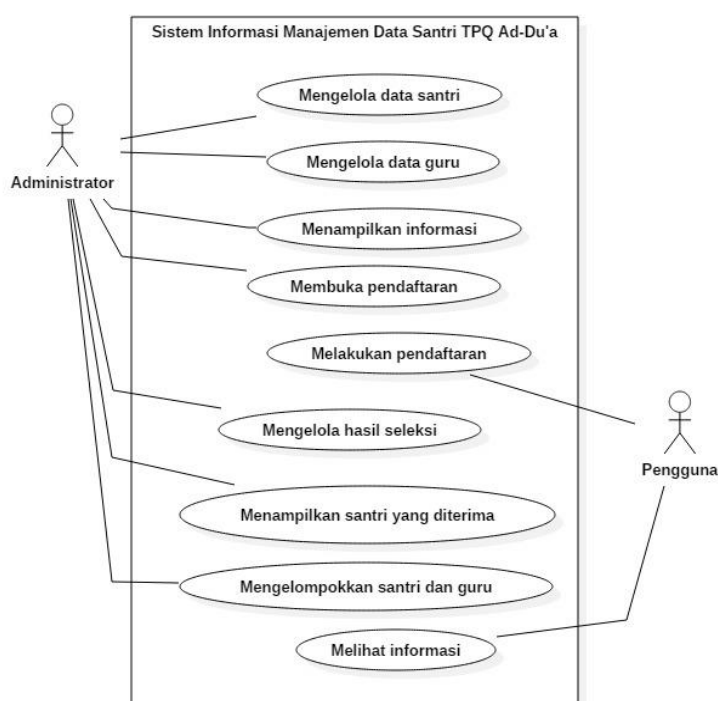 Sistem Informasi Manajemen Data Santri TPQ Ad-Du'a
Mengelola data santri
Mengelola data guru
Administrator
Menampilkan informasi
Membuka pendaftaran
Melakukan pendaftaran
Mengelola hasil seleksi
Pengguna
Menampilkan santri yang diterima
Mengelompokkan santri dan guru
Melihat informasi